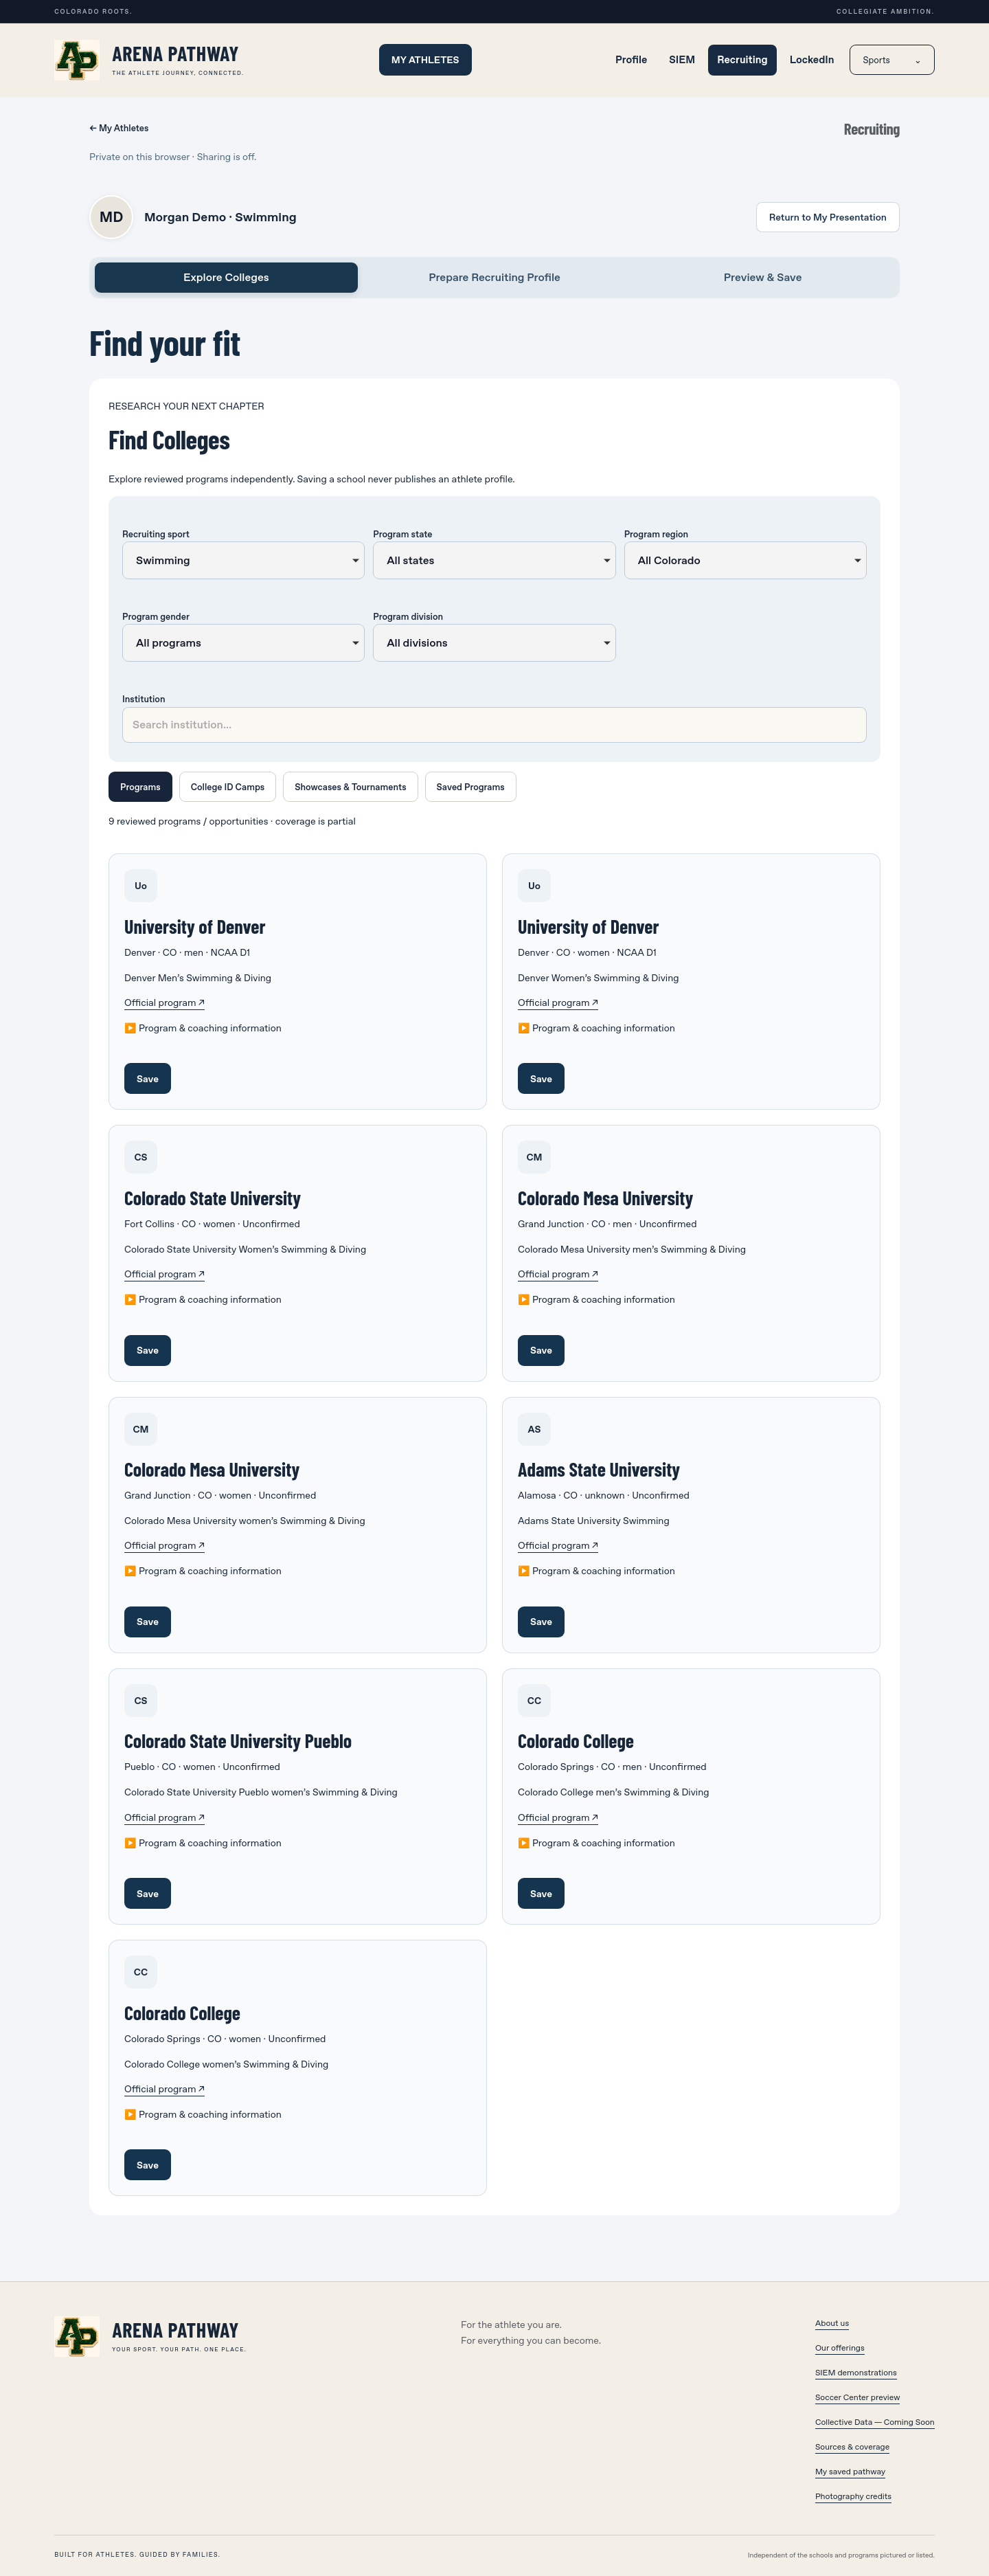 COLORADO ROOTS.
COLLEGIATE AMBITION.
AP
ARENA PATHWAY
THE ATHLETE JOURNEY, CONNECTED.
MY ATHLETES
Profile
SIEM
Recruiting
LockedIn
Sports
← My Athletes
Recruiting
Private on this browser · Sharing is off.
MD
Morgan Demo · Swimming
Return to My Presentation
Explore Colleges
Prepare Recruiting Profile
Preview & Save
Find your fit
RESEARCH YOUR NEXT CHAPTER
Find Colleges
Explore reviewed programs independently. Saving a school never publishes an athlete profile.
Recruiting sport
Program state
Program region
Swimming
All states
All Colorado
Program gender
Program division
All programs
All divisions
Institution
Search institution...
Programs
College ID Camps
Showcases & Tournaments
Saved Programs
9 reviewed programs / opportunities · coverage is partial
Uo
University of Denver
Denver · CO · men · NCAA D1
Denver Men's Swimming & Diving
Official program ↗
Program & coaching information
Save
Uo
University of Denver
Denver · CO · women · NCAA D1
Denver Women's Swimming & Diving
Official program ↗
Program & coaching information
Save
CS
Colorado State University
Fort Collins · CO · women · Unconfirmed
Colorado State University Women's Swimming & Diving
Official program ↗
Program & coaching information
Save
CM
Colorado Mesa University
Grand Junction · CO · men · Unconfirmed
Colorado Mesa University men's Swimming & Diving
Official program ↗
Program & coaching information
Save
CM
Colorado Mesa University
Grand Junction · CO · women · Unconfirmed
Colorado Mesa University women's Swimming & Diving
Official program ↗
Program & coaching information
Save
AS
Adams State University
Alamosa · CO · unknown · Unconfirmed
Adams State University Swimming
Official program ↗
Program & coaching information
Save
CS
Colorado State University Pueblo
Pueblo · CO · women · Unconfirmed
Colorado State University Pueblo women's Swimming & Diving
Official program ↗
Program & coaching information
Save
CC
Colorado College
Colorado Springs · CO · men · Unconfirmed
Colorado College men's Swimming & Diving
Official program ↗
Program & coaching information
Save
CC
Colorado College
Colorado Springs · CO · women · Unconfirmed
Colorado College women's Swimming & Diving
Official program ↗
Program & coaching information
Save
AP
ARENA PATHWAY
YOUR SPORT. YOUR PATH. ONE PLACE.
For the athlete you are.
For everything you can become.
About us
Our offerings
SIEM demonstrations
Soccer Center preview
Collective Data — Coming Soon
Sources & coverage
My saved pathway
Photography credits
BUILT FOR ATHLETES. GUIDED BY FAMILIES.
Independent of the schools and programs pictured or listed.